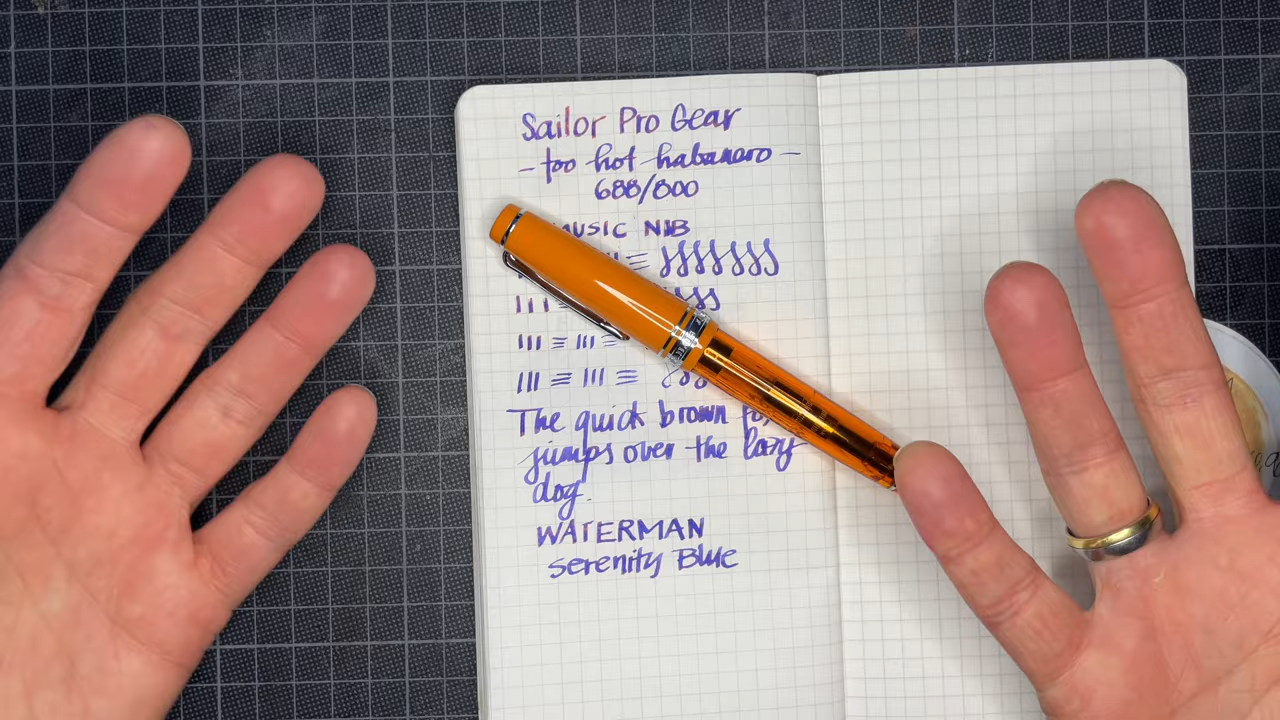 Sailor Pro Gear
- too hot habanero -
688/800
MUSIC NIB
The quick brown
jumps over the lazy
dog.
WATERMAN
Serenity Blue